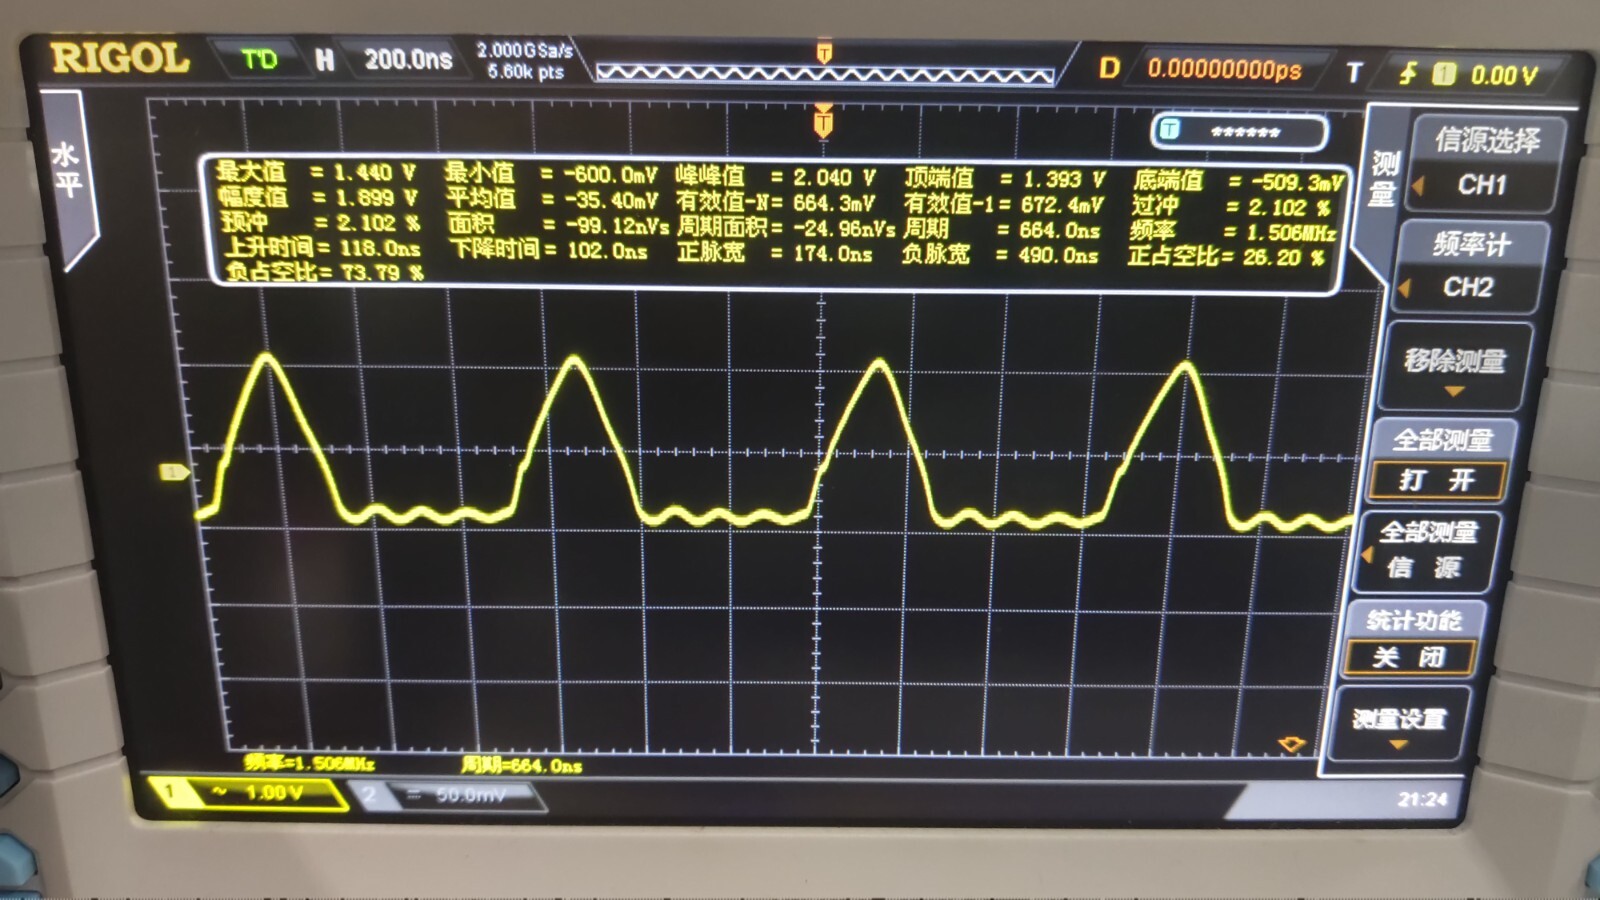 RIGOL T'D H 200.0ns 2.000GSa/s 5.60k pts D 0.00000000ps T 1 0.00 V
水平
T ******
最大值 = 1.440 V 最小值 = -600.0mV 峰峰值 = 2.040 V 顶端值 = 1.393 V 底端值 = -509.3mV
幅度值 = 1.899 V 平均值 = -35.40mV 有效值-N= 664.3mV 有效值-1= 672.4mV 过冲 = 2.102 %
预冲 = 2.102 % 面积 = -99.12nVs 周期面积= -24.96nVs 周期 = 664.0ns 频率 = 1.506MHz
上升时间= 118.0ns 下降时间= 102.0ns 正脉宽 = 174.0ns 负脉宽 = 490.0ns 正占空比= 26.20 %
负占空比= 73.79 %
测量
信源选择
CH1
频率计
CH2
移除测量
全部测量
打 开
全部测量
信 源
统计功能
关 闭
测量设置
T
1
频率=1.506MHz 周期=664.0ns
1 ~ 1.00 V 2 50.0mV
21:24